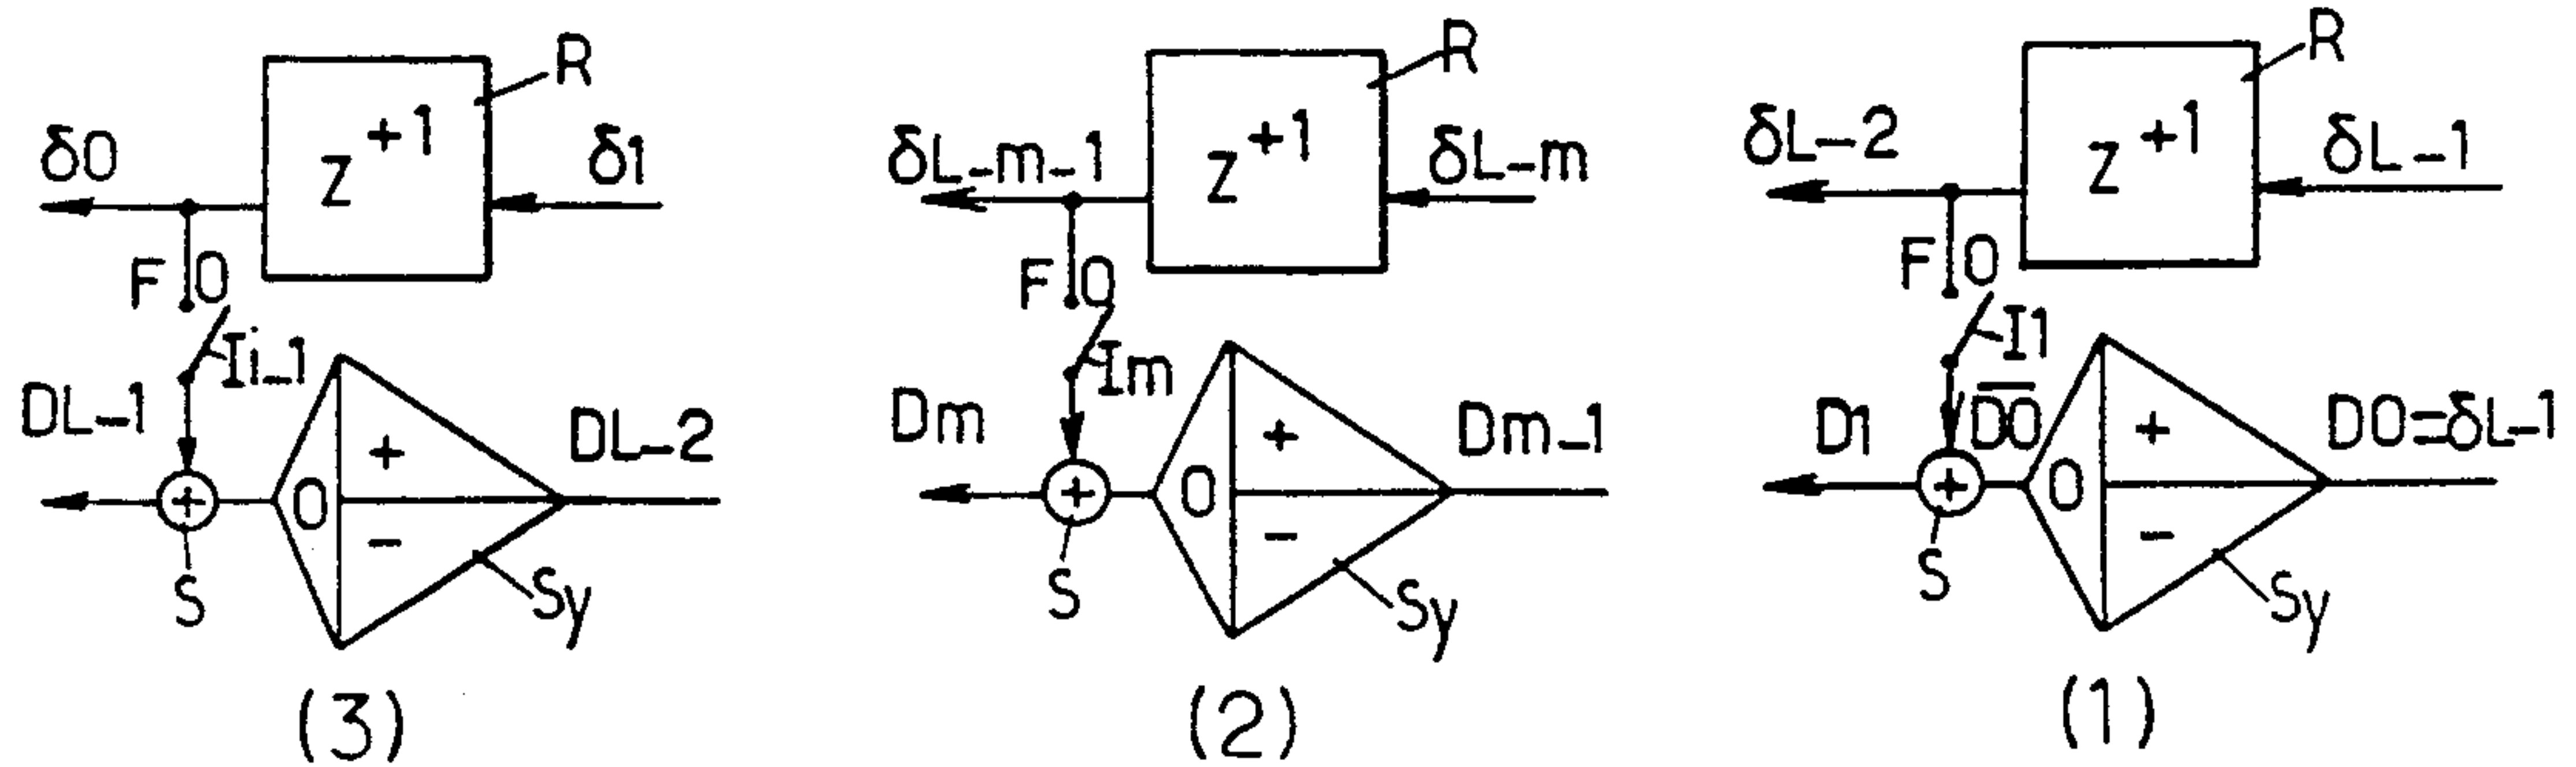 R R R
δ0 Z +1 δ1 δL-m-1 Z +1 δL-m δL-2 Z +1 δL-1
F 0 F 0 F 0
Ii-1 Im I1
DL-1 + DL-2 Dm + Dm-1 D1 D0 + D0=δL-1
+ 0 + 0 + 0
- - -
S Sy S Sy S Sy
(3) (2) (1)